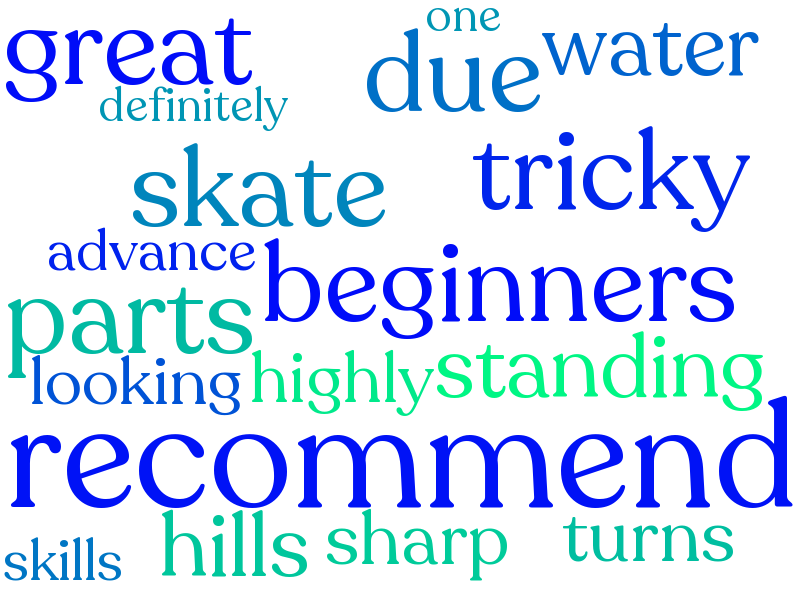 one
great due water
definitely
skate tricky
advance beginners
parts
looking highly standing
recommend
skills hills sharp turns